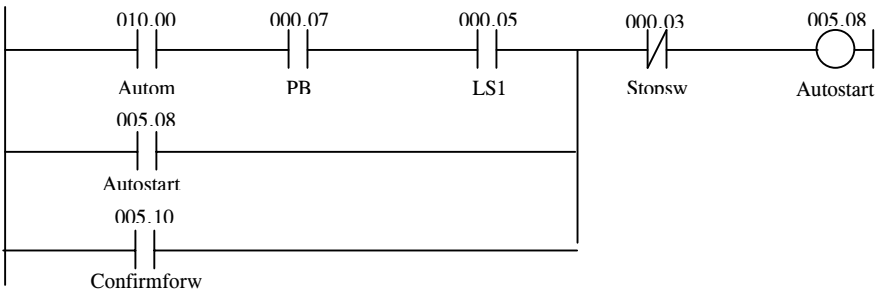 010.00 000.07 000.05 000.03 005.08
Autom PB LS1 Stopsw Autostart
005.08
Autostart
005.10
Confirmforw